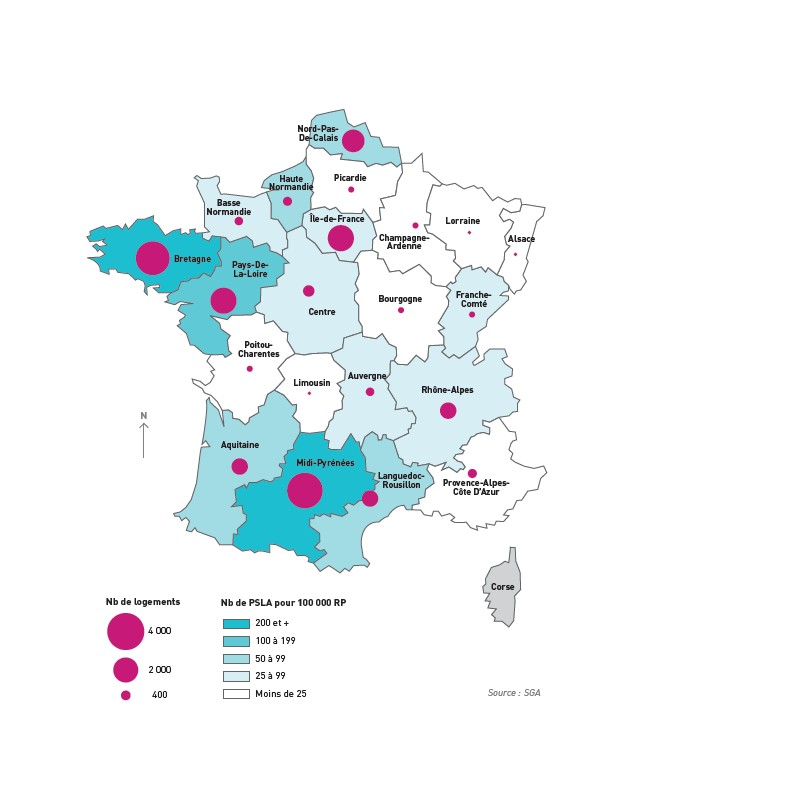 Nord-Pas-
De-Calais
Picardie
Haute
Normandie
Basse
Normandie
Île-de-France
Champagne-
Ardenne
Lorraine
Alsace
Bretagne
Pays-De-
La-Loire
Centre
Bourgogne
Franche-
Comté
Poitou-
Charentes
Limousin
Auvergne
Rhône-Alpes
Aquitaine
Midi-Pyrénées
Languedoc-
Rousillon
Provence-Alpes-
Côte D'Azur
Corse
N
Nb de logements
4 000
2 000
400
Nb de PSLA pour 100 000 RP
200 et +
100 à 199
50 à 99
25 à 99
Moins de 25
Source : SGA